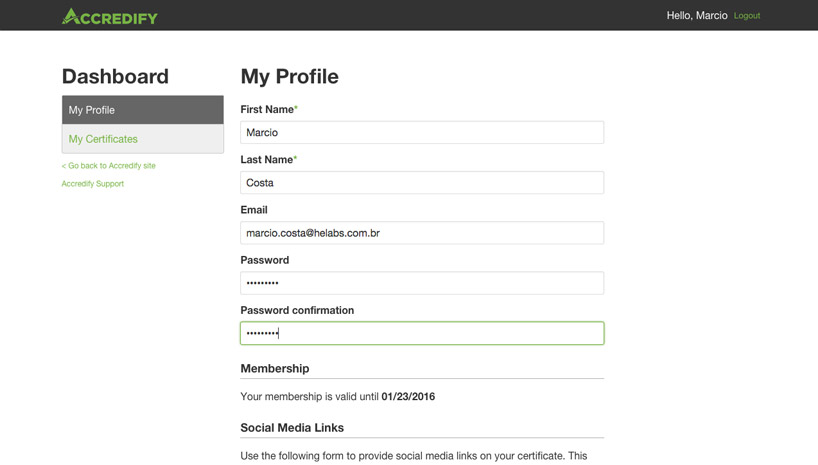 ACCREDIFY
Hello, Marcio Logout
Dashboard
My Profile
My Certificates
< Go back to Accredify site
Accredify Support
My Profile
First Name*
Marcio
Last Name*
Costa
Email
marcio.costa@helabs.com.br
Password
•••••••••
Password confirmation
•••••••••
Membership
Your membership is valid until 01/23/2016
Social Media Links
Use the following form to provide social media links on your certificate. This